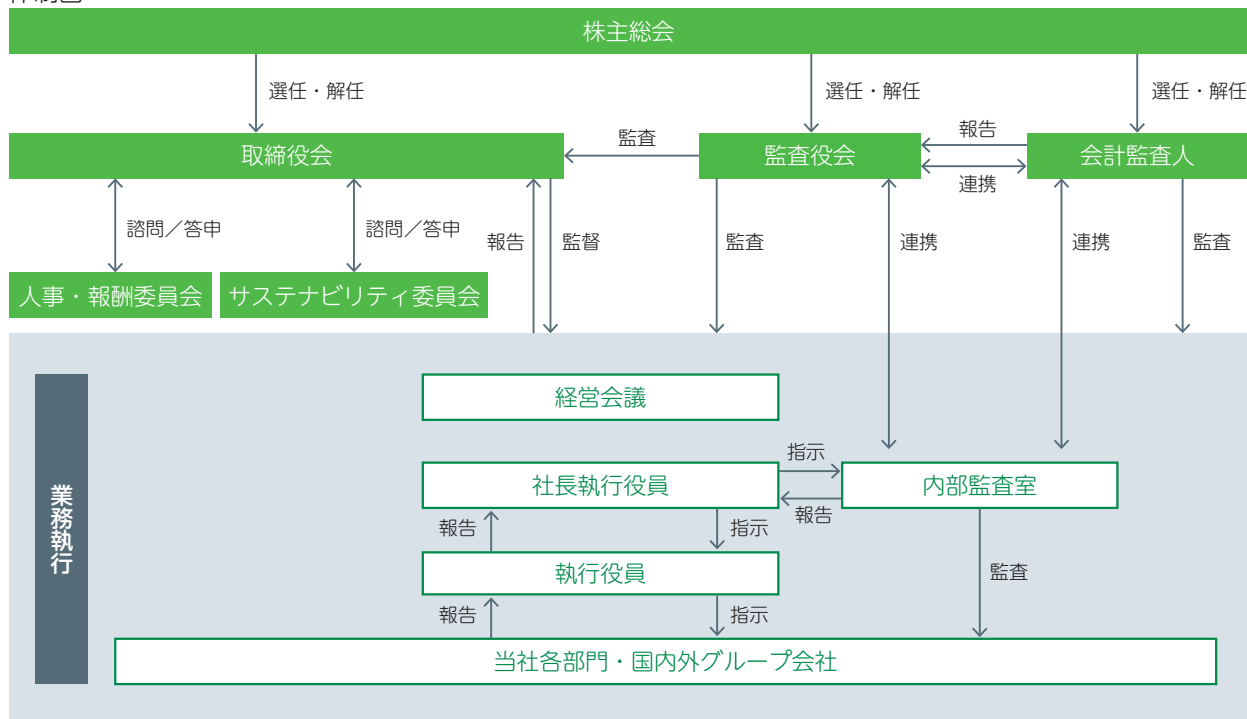 株主総会
選任・解任
選任・解任
選任・解任
取締役会
監査
監査役会
報告
連携
会計監査人
諮問／答申
諮問／答申
報告
監督
監査
連携
連携
監査
人事・報酬委員会
サステナビリティ委員会
業務執行
経営会議
社長執行役員
指示
報告
内部監査室
報告
指示
執行役員
監査
報告
指示
当社各部門・国内外グループ会社